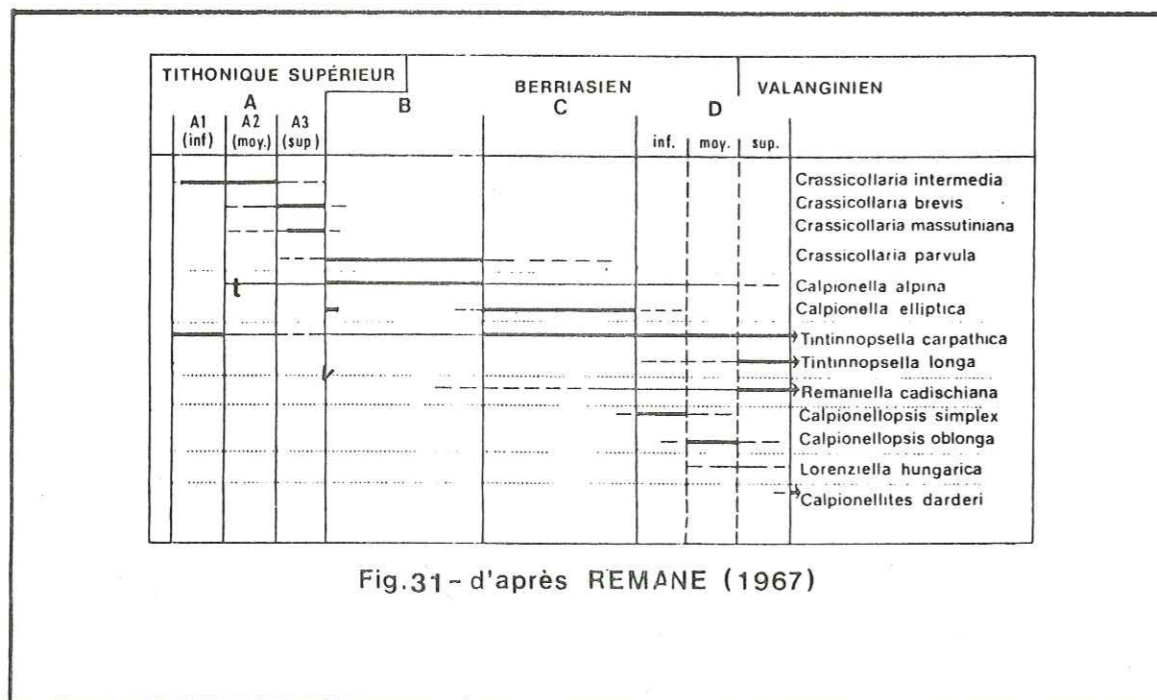 TITHONIQUE SUPÉRIEUR
BERRIASIEN
VALANGINIEN
A
B
C
D
A1 A2 A3
(inf) (moy.) (sup)
inf. moy. sup.
Crassicollaria intermedia
Crassicollaria brevis
Crassicollaria massutiniana
Crassicollaria parvula
t
Calpionella alpina
Calpionella elliptica
Tintinnopsella carpathica
Tintinnopsella longa
Remaniella cadischiana
Calpionellopsis simplex
Calpionellopsis oblonga
Lorenziella hungarica
Calpionellites darderi
Fig.31- d'après REMANE (1967)